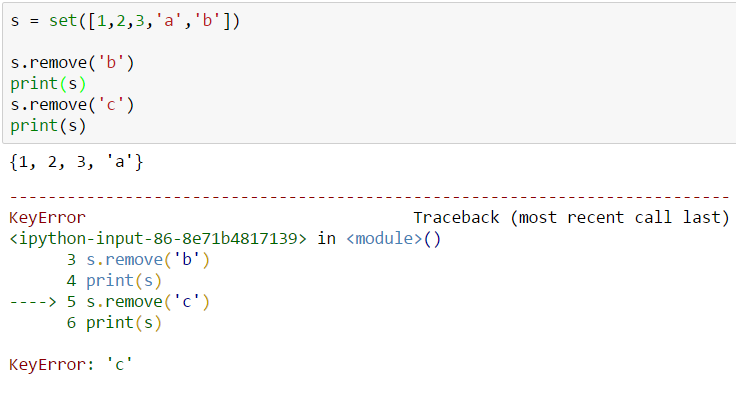 s = set([1,2,3,'a','b'])
s.remove('b')
print(s)
s.remove('c')
print(s)
{1, 2, 3, 'a'}
---------------------------------------------------------------------------
KeyError                                  Traceback (most recent call last)
<ipython-input-86-8e71b4817139> in <module>()
      3 s.remove('b')
      4 print(s)
----> 5 s.remove('c')
      6 print(s)
KeyError: 'c'